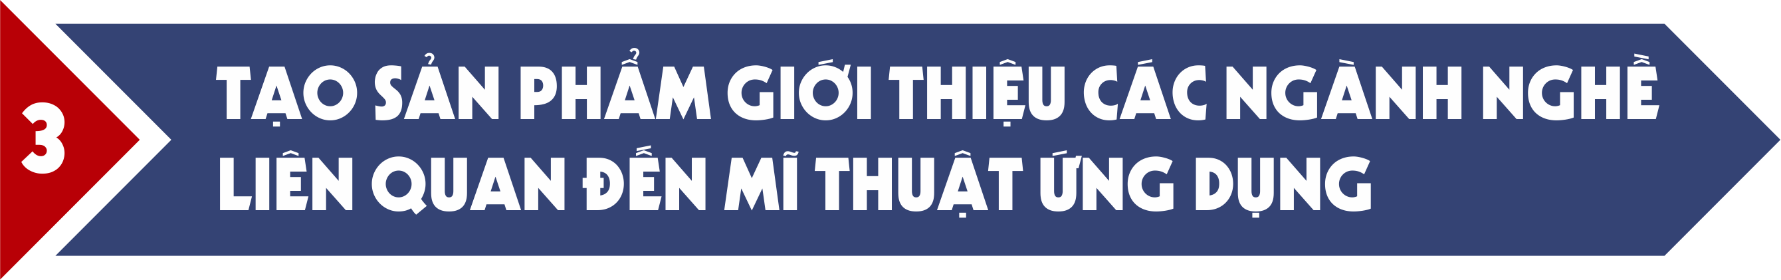 3
TẠO SẢN PHẨM GIỚI THIỆU CÁC NGÀNH NGHỀ
LIÊN QUAN ĐẾN MĨ THUẬT ỨNG DỤNG